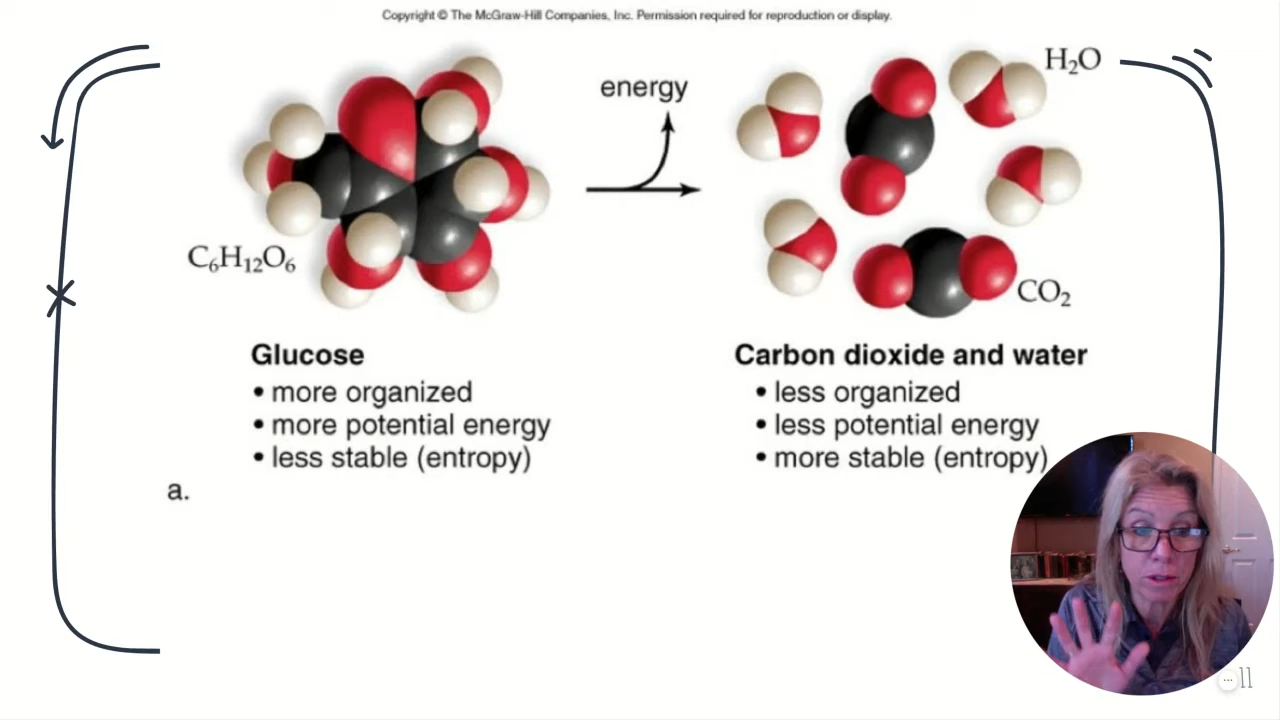 Copyright © The McGraw-Hill Companies, Inc. Permission required for reproduction or display.
H₂O
energy
C₆H₁₂O₆
CO₂
Glucose
• more organized
• more potential energy
• less stable (entropy)
Carbon dioxide and water
• less organized
• less potential energy
• more stable (entropy)
a.